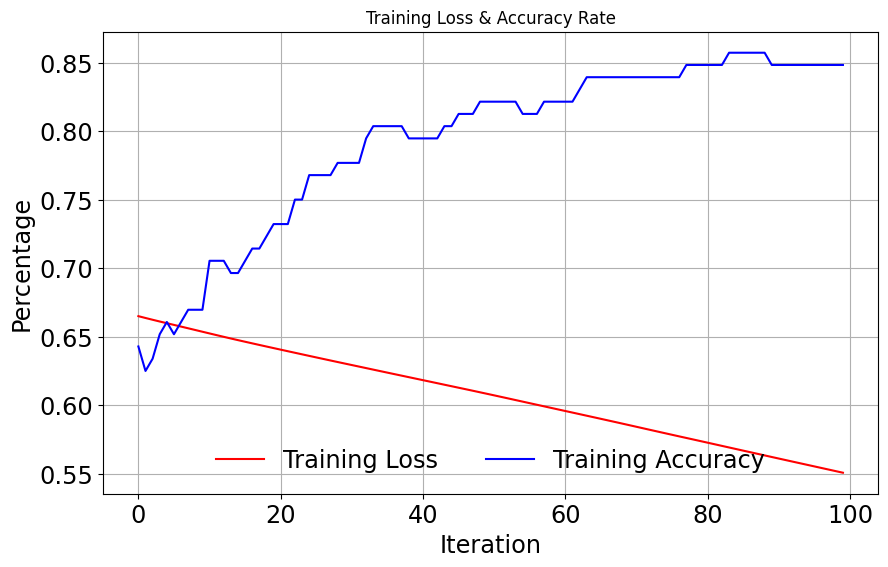 Training Loss & Accuracy Rate
0.85
0.80
0.75
0.70
0.65
0.60
0.55
Percentage
Training Loss Training Accuracy
0 20 40 60 80 100
Iteration